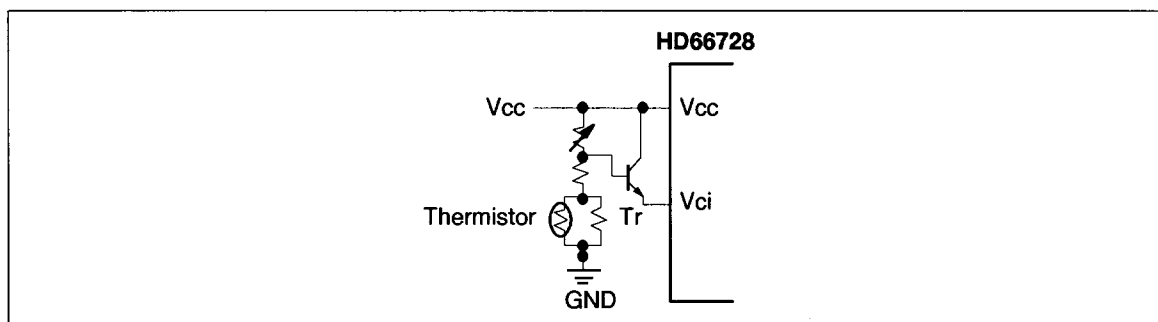 HD66728
Vcc
Vcc
Vci
Thermistor
Tr
GND